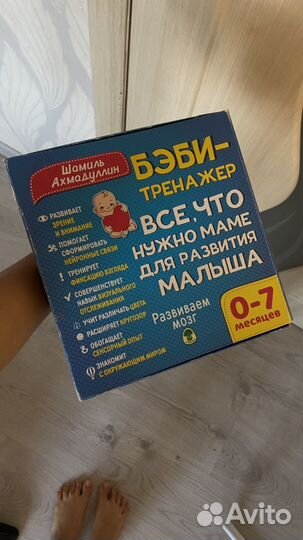 Шамиль
Ахмадуллин
БЭБИ-
ТРЕНАЖЕР
ВСЕ, ЧТО
НУЖНО МАМЕ
ДЛЯ РАЗВИТИЯ
МАЛЫША
Развиваем
мозг
0-7
месяцев
РАЗВИВАЕТ
ЗРЕНИЕ
И ВНИМАНИЕ
ПОМОГАЕТ
СФОРМИРОВАТЬ
НЕЙРОННЫЕ СВЯЗИ
ТРЕНИРУЕТ
ФИКСАЦИЮ ВЗГЛЯДА
СОВЕРШЕНСТВУЕТ
НАВЫК ВИЗУАЛЬНОГО
ОТСЛЕЖИВАНИЯ
УЧИТ РАЗЛИЧАТЬ ЦВЕТА
РАСШИРЯЕТ КРУГОЗОР
ОБОГАЩАЕТ
СЕНСОРНЫЙ ОПЫТ
ЗНАКОМИТ
С ОКРУЖАЮЩИМ МИРОМ
Avito